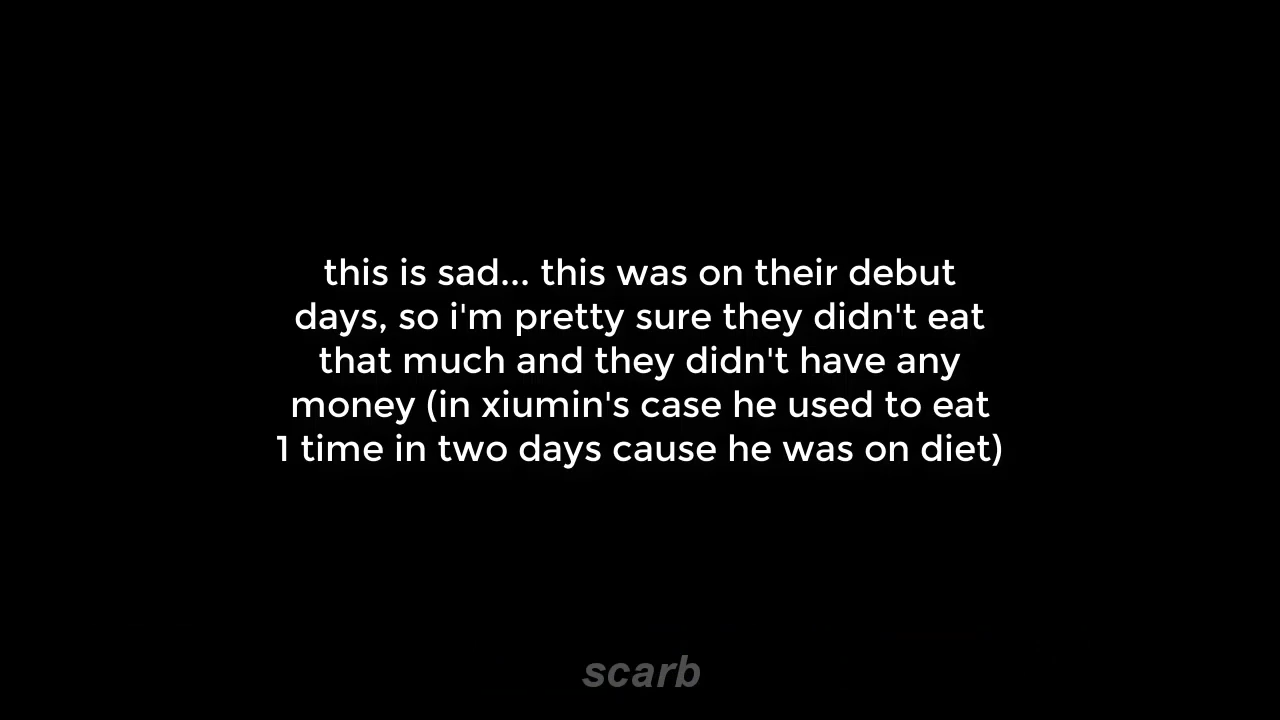 this is sad... this was on their debut
days, so i'm pretty sure they didn't eat
that much and they didn't have any
money (in xiumin's case he used to eat
1 time in two days cause he was on diet)
scarb